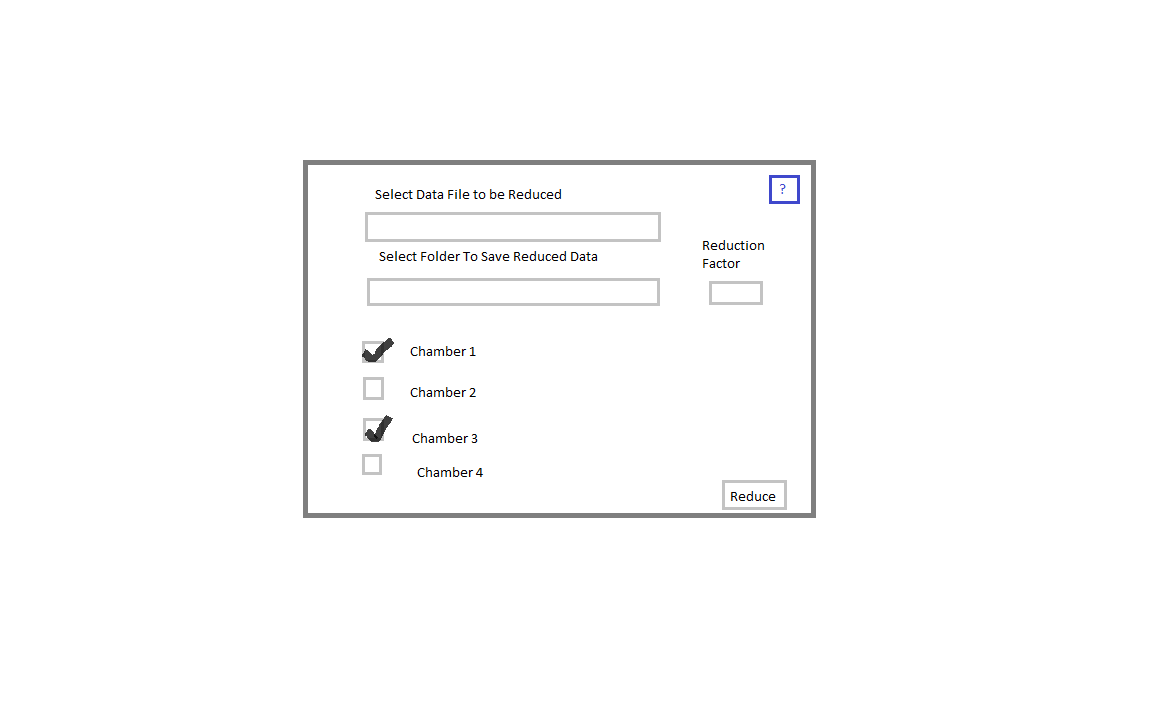 Select Data File to be Reduced
?
Select Folder To Save Reduced Data
Reduction
Factor
Chamber 1
Chamber 2
Chamber 3
Chamber 4
Reduce